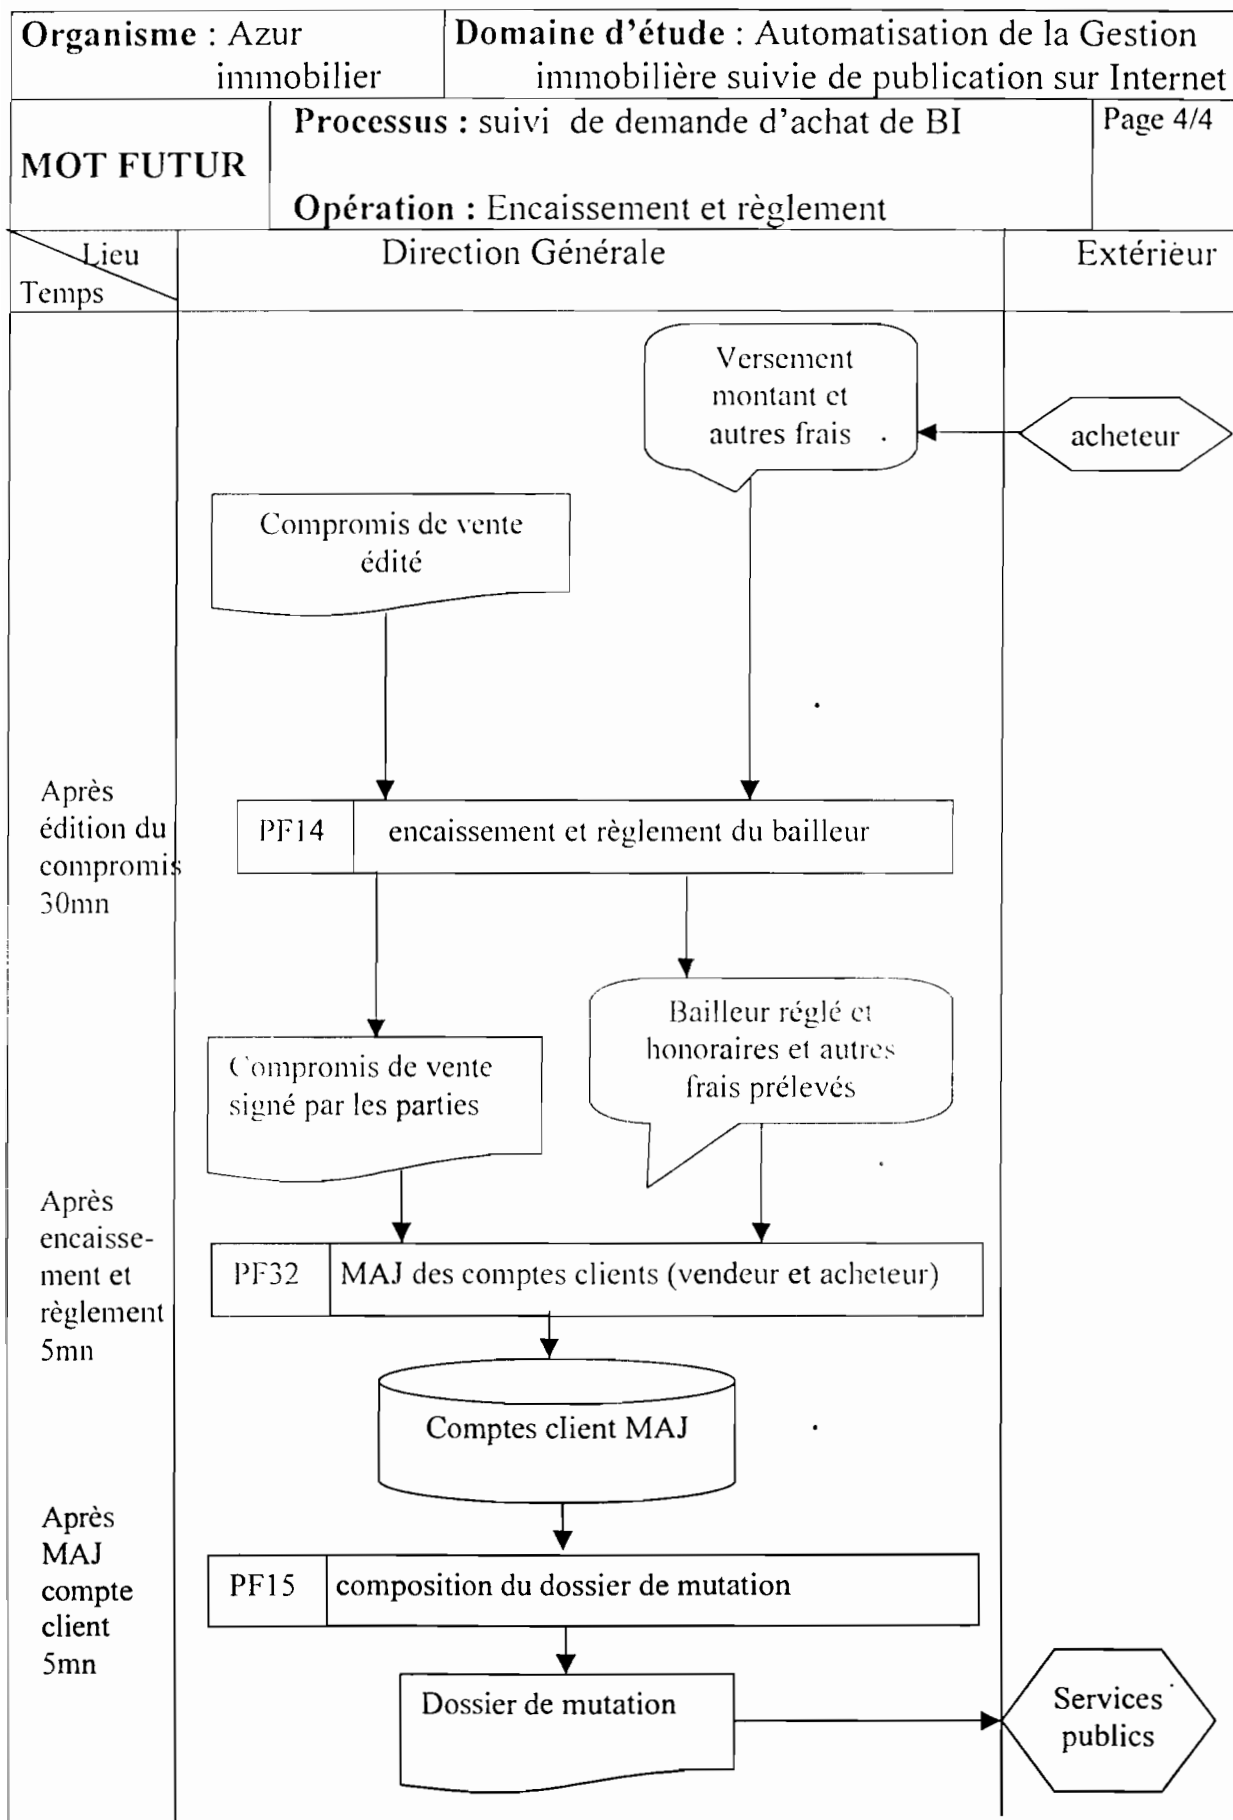 Organisme : Azur
immobilier
Domaine d'étude : Automatisation de la Gestion
immobilière suivie de publication sur Internet
MOT FUTUR
Processus : suivi de demande d'achat de BI
Opération : Encaissement et règlement
Page 4/4
Lieu
Temps
Direction Générale
Extérieur
Versement
montant et
autres frais
acheteur
Compromis de vente
édité
Après
édition du
compromis
30mn
PF14
encaissement et règlement du bailleur
Bailleur réglé et
honoraires et autres
frais prélevés
Compromis de vente
signé par les parties
Après
encaisse-
ment et
règlement
5mn
PF32
MAJ des comptes clients (vendeur et acheteur)
Comptes client MAJ
Après
MAJ
compte
client
5mn
PF15
composition du dossier de mutation
Dossier de mutation
Services
publics